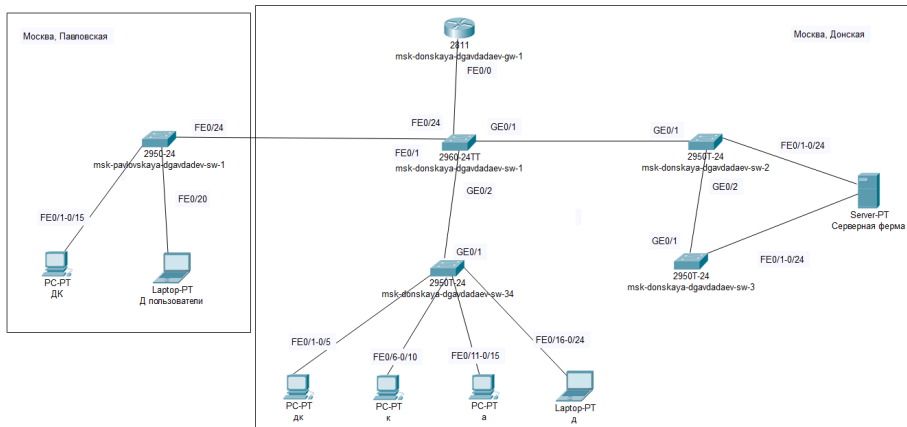 Москва, Павловская
Москва, Донская
2811
msk-donskaya-dgavdadaev-gw-1
FE0/0
FE0/24
2950-24
msk-pavlovskaya-dgavdadev-sw-1
FE0/24
FE0/1
2960-24TT
msk-donskaya-dgavdadaev-sw-1
GE0/1
GE0/1
2950T-24
msk-donskaya-dgavdadaev-sw-2
FE0/1-0/24
GE0/2
GE0/2
FE0/20
FE0/1-0/15
Server-PT
Серверная ферма
GE0/1
GE0/1
FE0/1-0/24
PC-PT
ДК
Laptop-PT
Д пользователи
2950T-24
msk-donskaya-dgavdadaev-sw-34
2950T-24
msk-donskaya-dgavdadaev-sw-3
FE0/1-0/5
FE0/6-0/10
FE0/11-0/15
FE0/16-0/24
PC-PT
дк
PC-PT
к
PC-PT
а
Laptop-PT
д